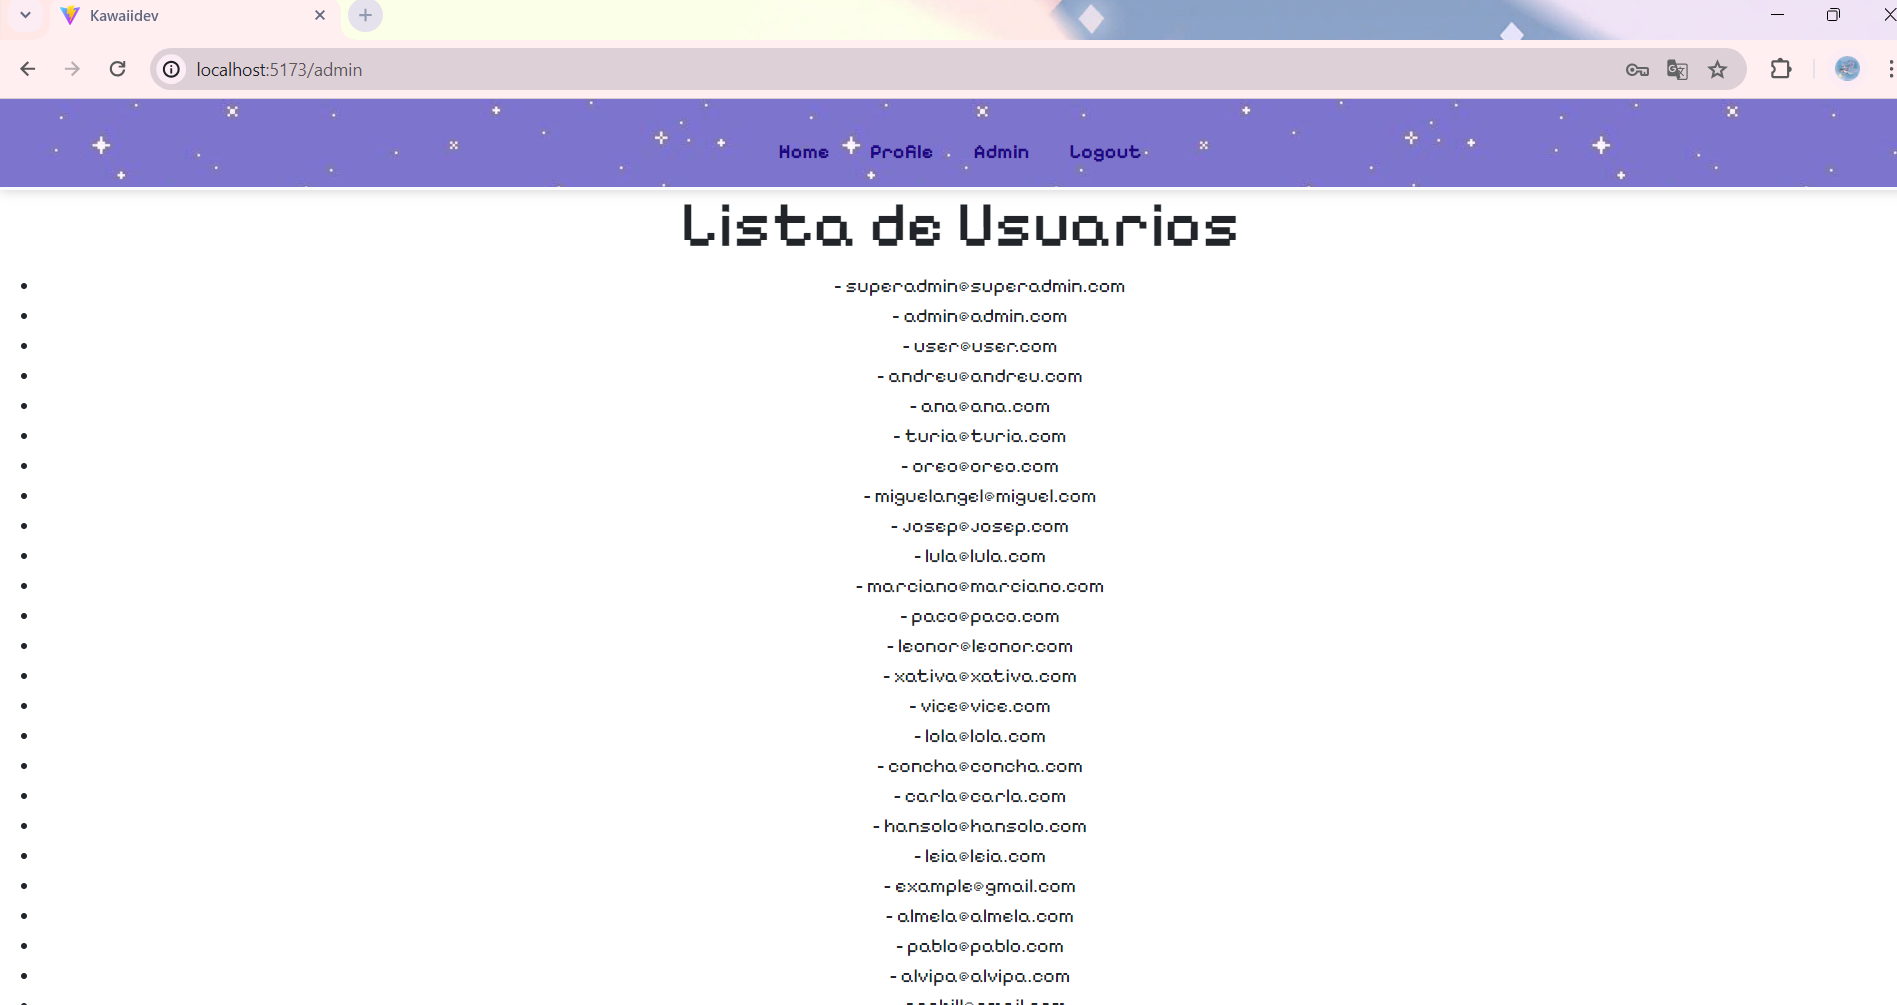 Kawaiidev
localhost:5173/admin
Home Profile Admin Logout
Lista de Usuarios
- superadmin@superadmin.com
- admin@admin.com
- user@user.com
- andreu@andreu.com
- ana@ana.com
- turia@turia.com
- oreo@oreo.com
- miguelangel@miguel.com
- josep@josep.com
- lula@lula.com
- marciano@marciano.com
- paco@paco.com
- leonor@leonor.com
- xativa@xativa.com
- vice@vice.com
- lola@lola.com
- concha@concha.com
- carla@carla.com
- hansolo@hansolo.com
- leia@leia.com
- example@gmail.com
- almela@almela.com
- pablo@pablo.com
- alvipa@alvipa.com